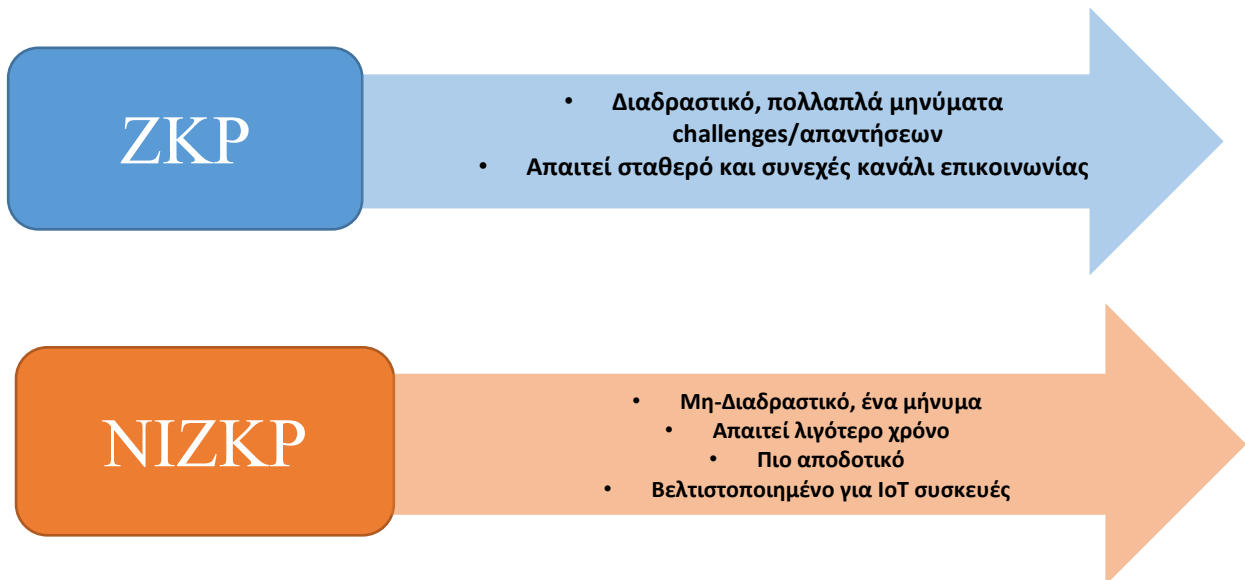 ZKP
• Διαδραστικό, πολλαπλά μηνύματα
challenges/απαντήσεων
• Απαιτεί σταθερό και συνεχές κανάλι επικοινωνίας
NIZKP
• Μη-Διαδραστικό, ένα μήνυμα
• Απαιτεί λιγότερο χρόνο
• Πιο αποδοτικό
• Βελτιστοποιημένο για IoT συσκευές